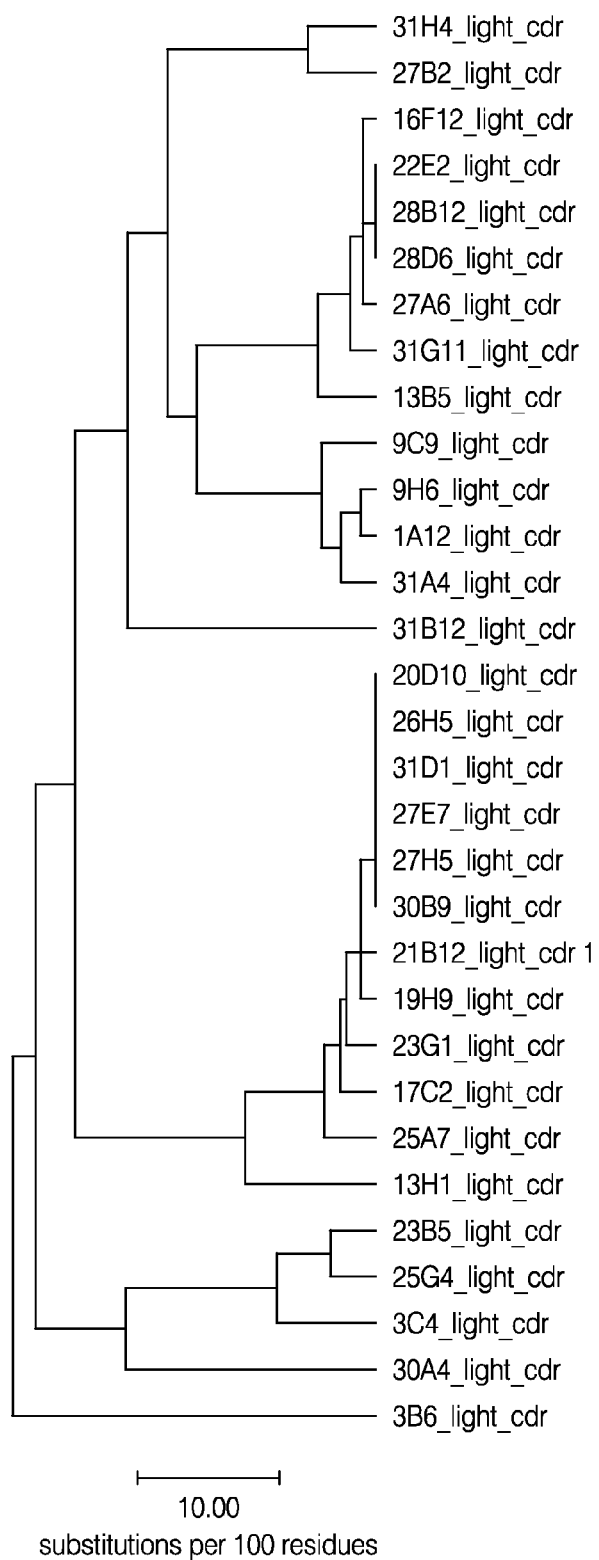 31H4_light_cdr
27B2_light_cdr
16F12_light_cdr
22E2_light_cdr
28B12_light_cdr
28D6_light_cdr
27A6_light_cdr
31G11_light_cdr
13B5_light_cdr
9C9_light_cdr
9H6_light_cdr
1A12_light_cdr
31A4_light_cdr
31B12_light_cdr
20D10_light_cdr
26H5_light_cdr
31D1_light_cdr
27E7_light_cdr
27H5_light_cdr
30B9_light_cdr
21B12_light_cdr 1
19H9_light_cdr
23G1_light_cdr
17C2_light_cdr
25A7_light_cdr
13H1_light_cdr
23B5_light_cdr
25G4_light_cdr
3C4_light_cdr
30A4_light_cdr
3B6_light_cdr
10.00
substitutions per 100 residues